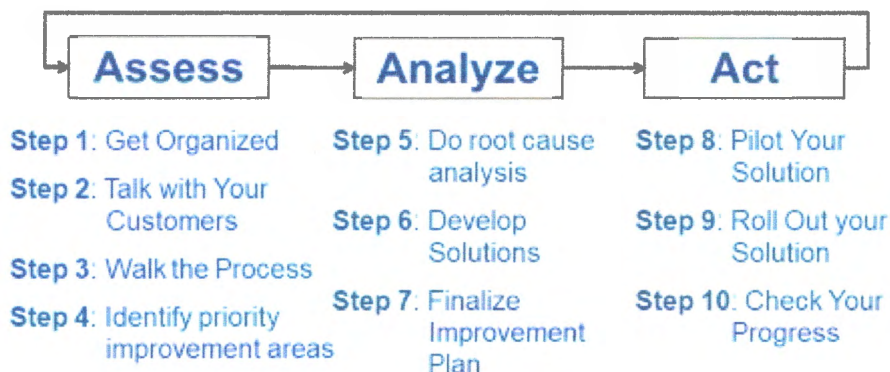 Assess
Analyze
Act
Step 1: Get Organized
Step 2: Talk with Your
Customers
Step 3: Walk the Process
Step 4: Identify priority
improvement areas
Step 5: Do root cause
analysis
Step 6: Develop
Solutions
Step 7: Finalize
Improvement
Plan
Step 8: Pilot Your
Solution
Step 9: Roll Out your
Solution
Step 10: Check Your
Progress